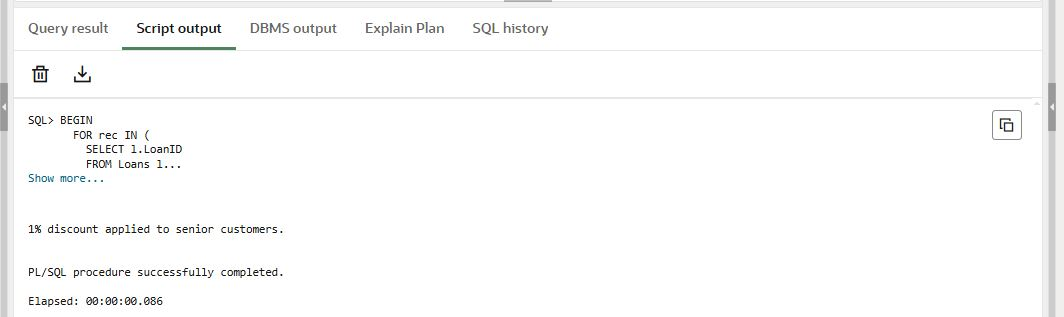 Query result Script output DBMS output Explain Plan SQL history
SQL> BEGIN
FOR rec IN (
SELECT l.LoanID
FROM Loans l...
Show more...
1% discount applied to senior customers.
PL/SQL procedure successfully completed.
Elapsed: 00:00:00.086